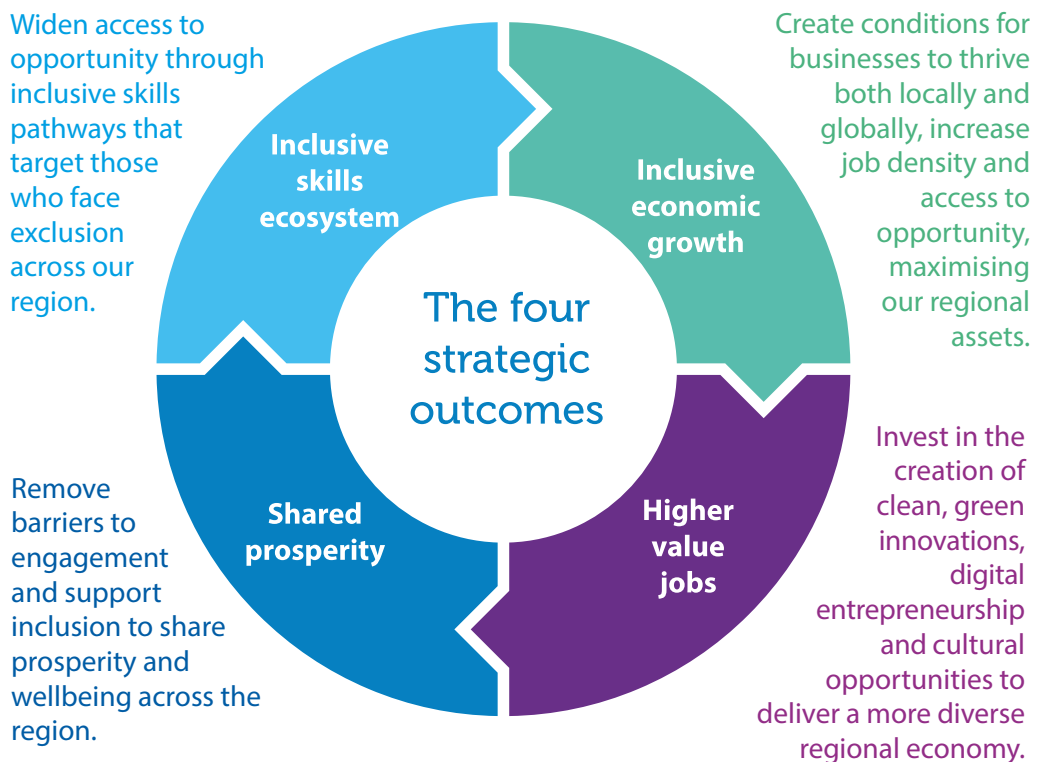 Widen access to
opportunity through
inclusive skills
pathways that
target those
who face
exclusion
across our
region.
Inclusive
skills
ecosystem
Create conditions for
businesses to thrive
both locally and
globally, increase
job density and
access to
opportunity,
maximising
our regional
assets.
Inclusive
economic
growth
The four
strategic
outcomes
Remove
barriers to
engagement
and support
inclusion to share
prosperity and
wellbeing across the
region.
Shared
prosperity
Higher
value
jobs
Invest in the
creation of
clean, green
innovations,
digital
entrepreneurship
and cultural
opportunities to
deliver a more diverse
regional economy.